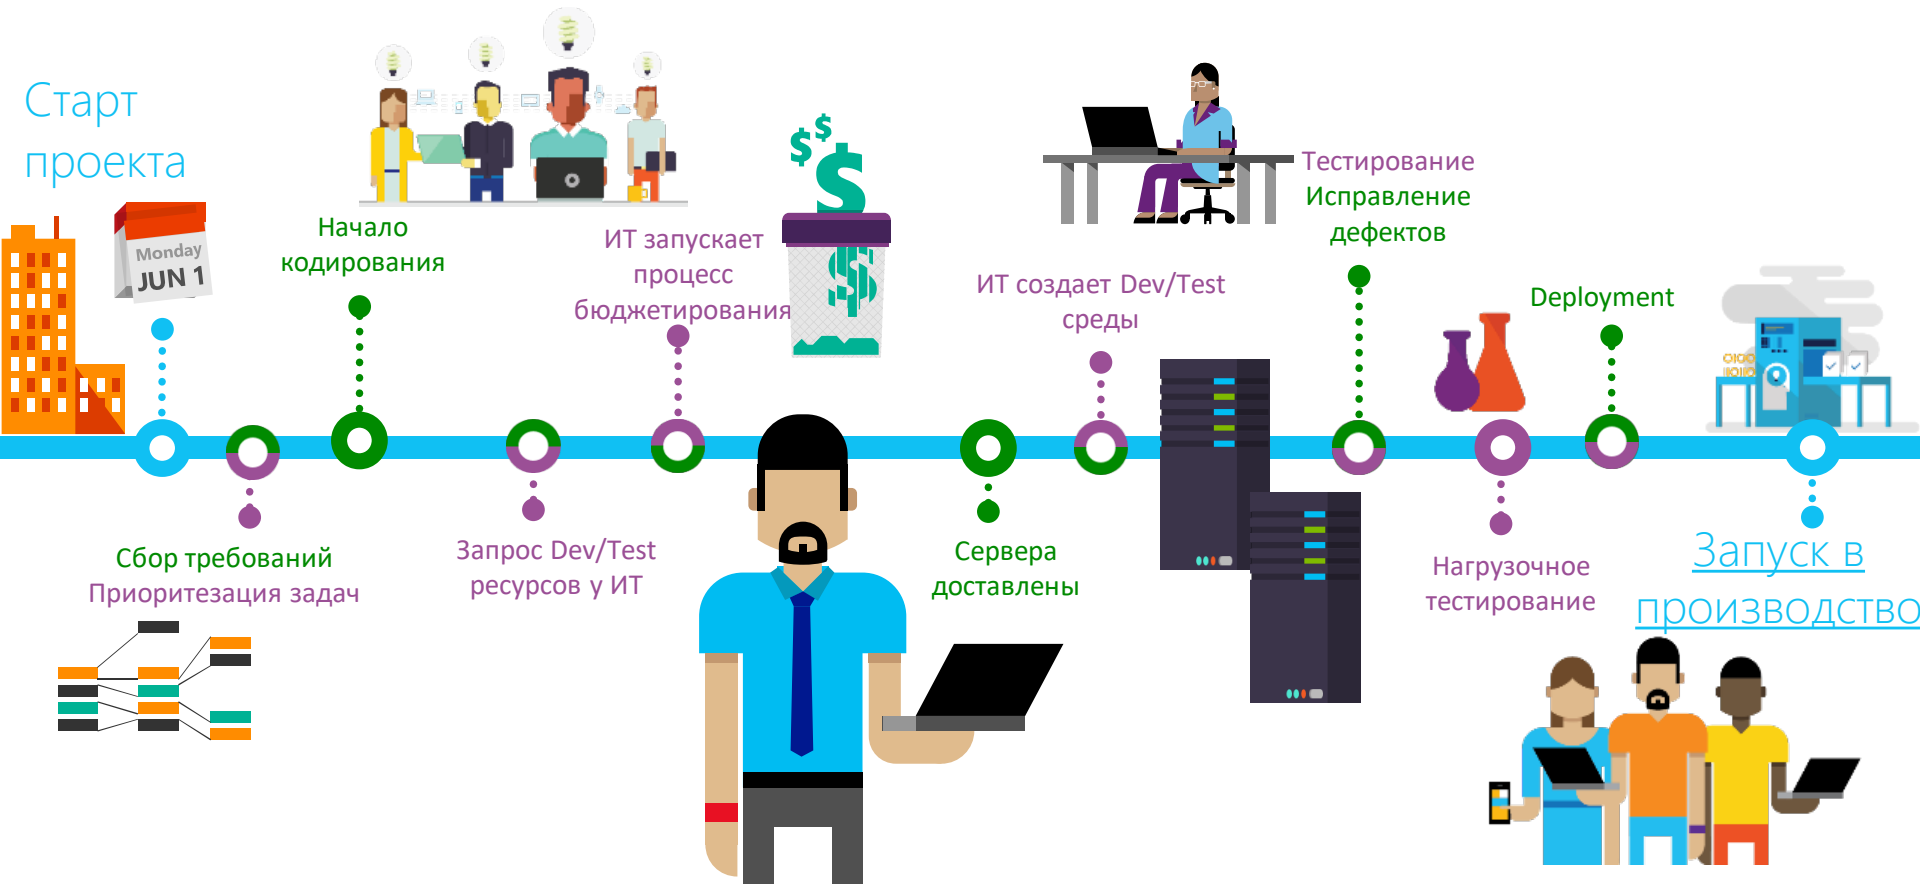 Старт
проекта
Monday
JUN 1
Сбор требований
Приоритезация задач
Начало
кодирования
Запрос Dev/Test
ресурсов у ИТ
ИТ запускает
процесс
бюджетирования
$
$
$
$
Сервера
доставлены
ИТ создает Dev/Test
среды
Тестирование
Исправление
дефектов
Нагрузочное
тестирование
Deployment
Запуск в
производство